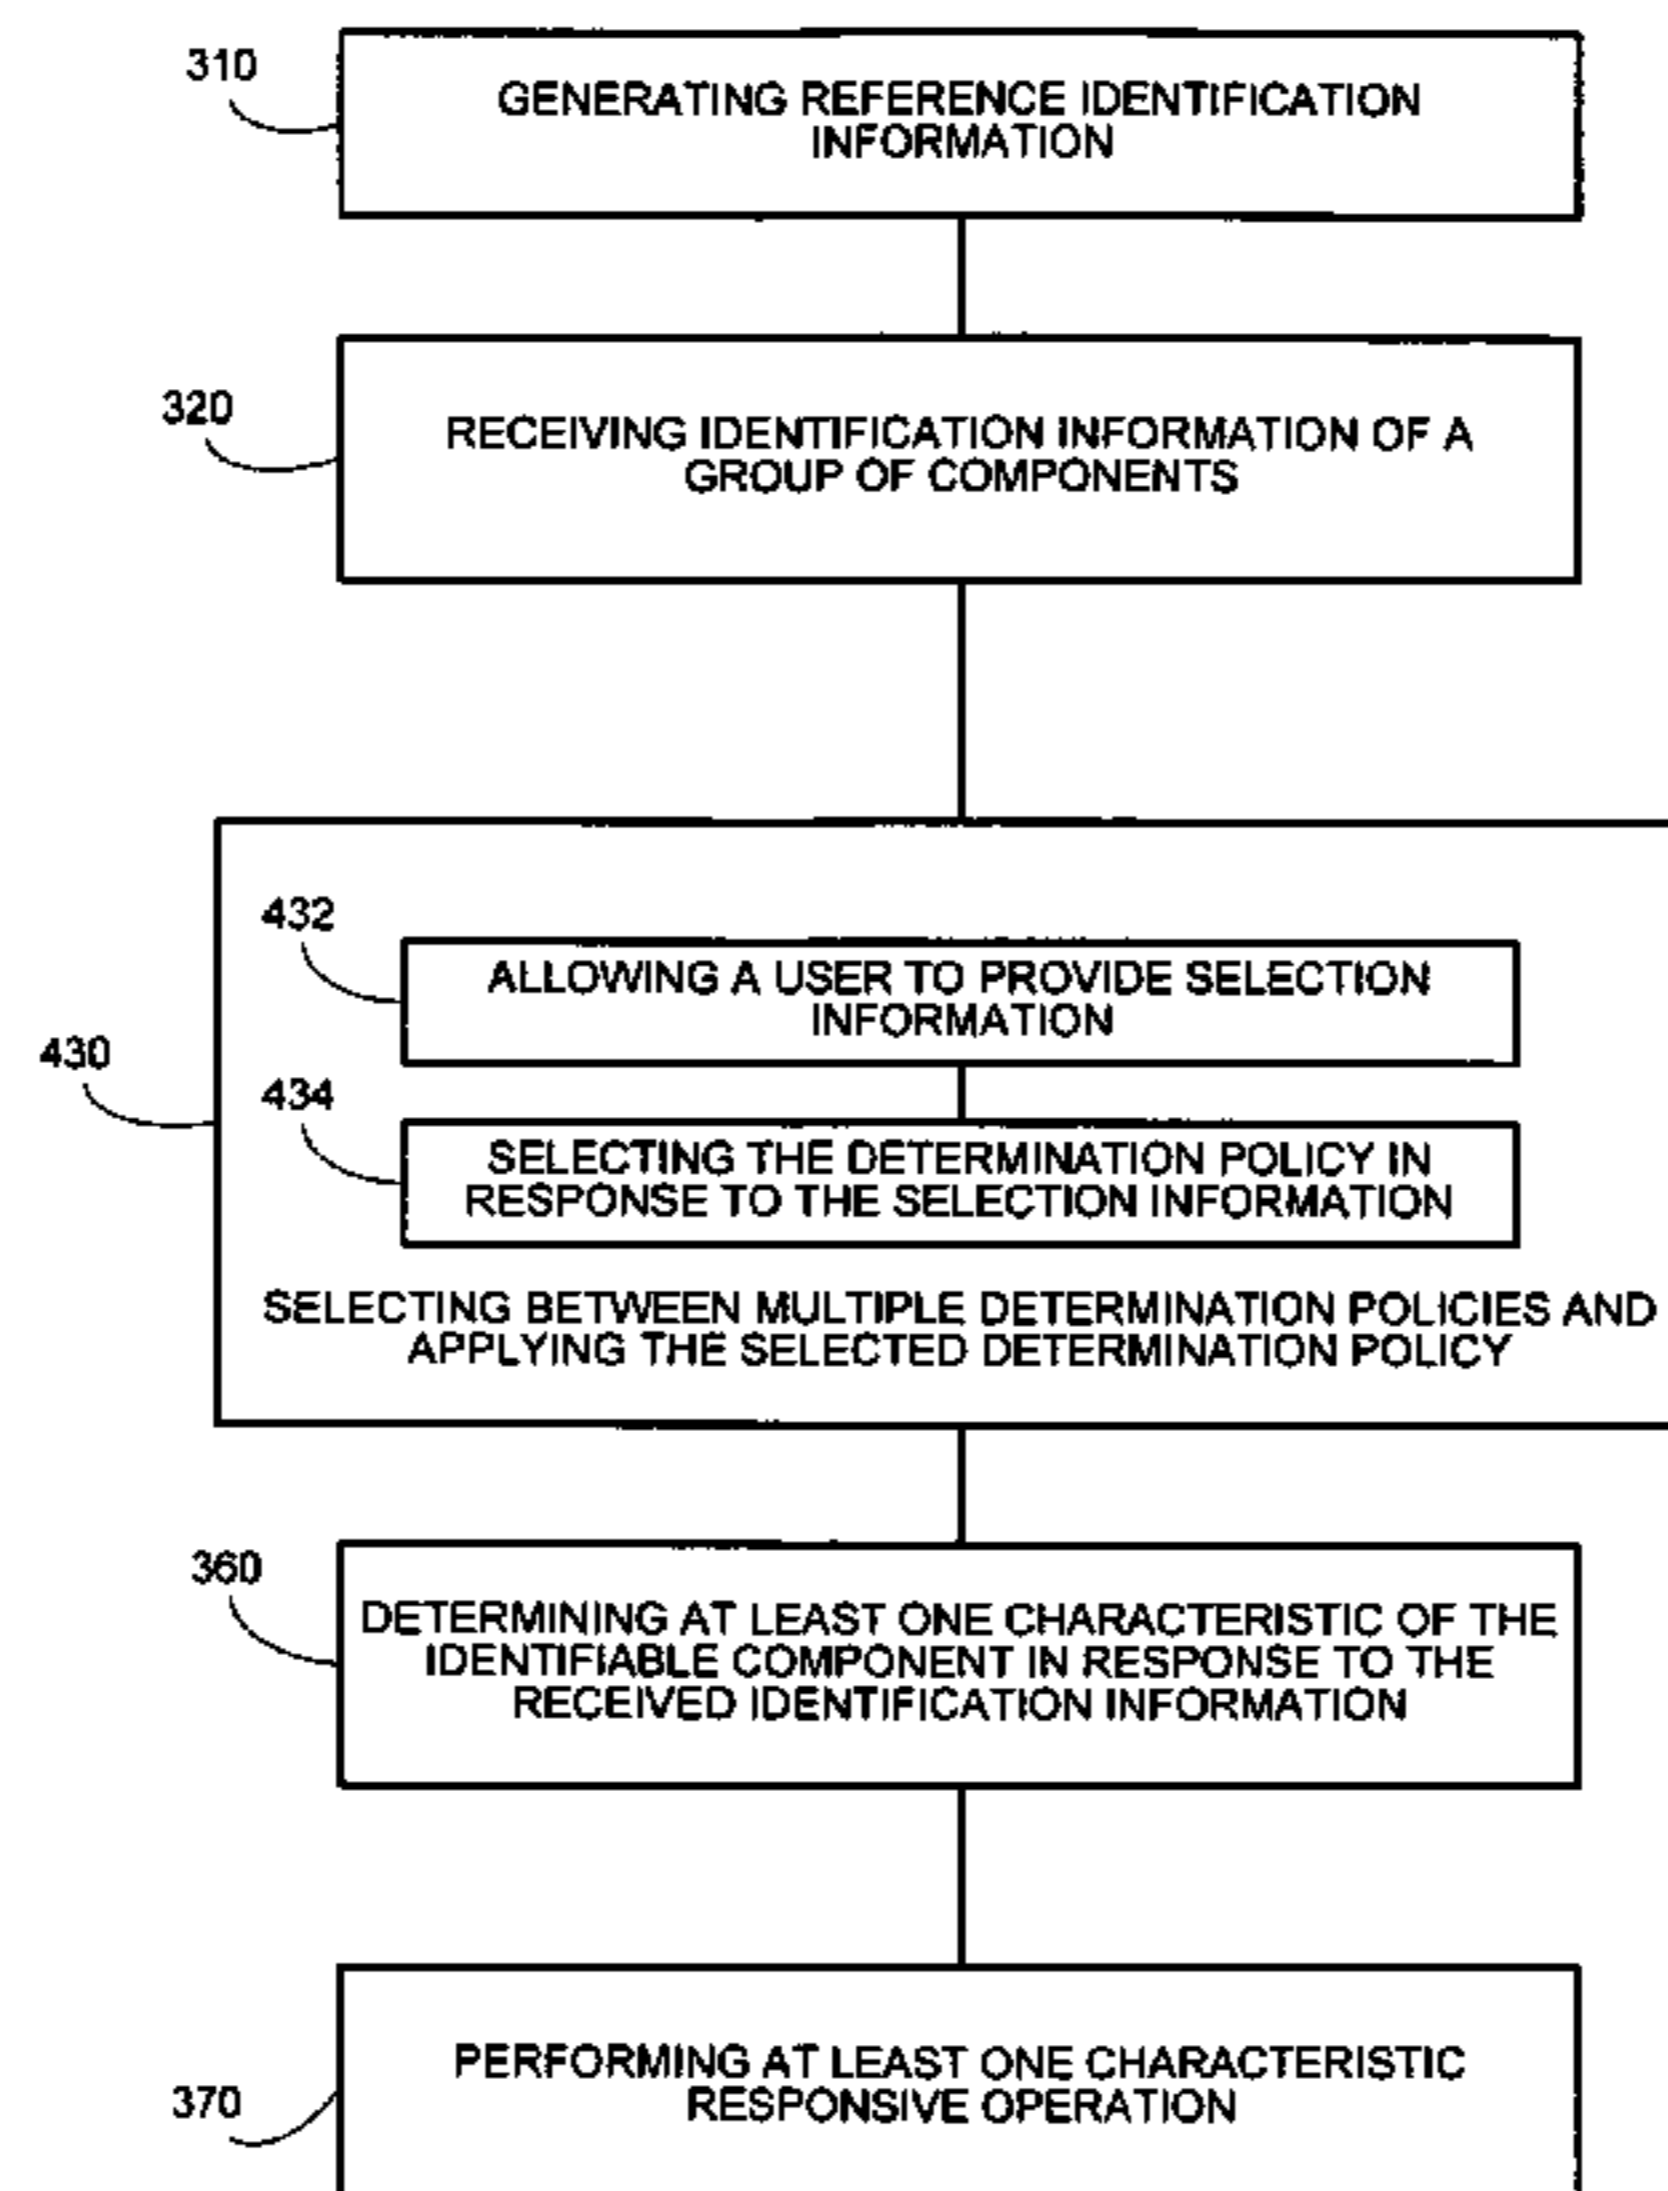 310
GENERATING REFERENCE IDENTIFICATION
INFORMATION
320
RECEIVING IDENTIFICATION INFORMATION OF A
GROUP OF COMPONENTS
432
ALLOWING A USER TO PROVIDE SELECTION
INFORMATION
430
434
SELECTING THE DETERMINATION POLICY IN
RESPONSE TO THE SELECTION INFORMATION
SELECTING BETWEEN MULTIPLE DETERMINATION POLICIES AND
APPLYING THE SELECTED DETERMINATION POLICY
360
DETERMINING AT LEAST ONE CHARACTERISTIC OF THE
IDENTIFIABLE COMPONENT IN RESPONSE TO THE
RECEIVED IDENTIFICATION INFORMATION
370
PERFORMING AT LEAST ONE CHARACTERISTIC
RESPONSIVE OPERATION